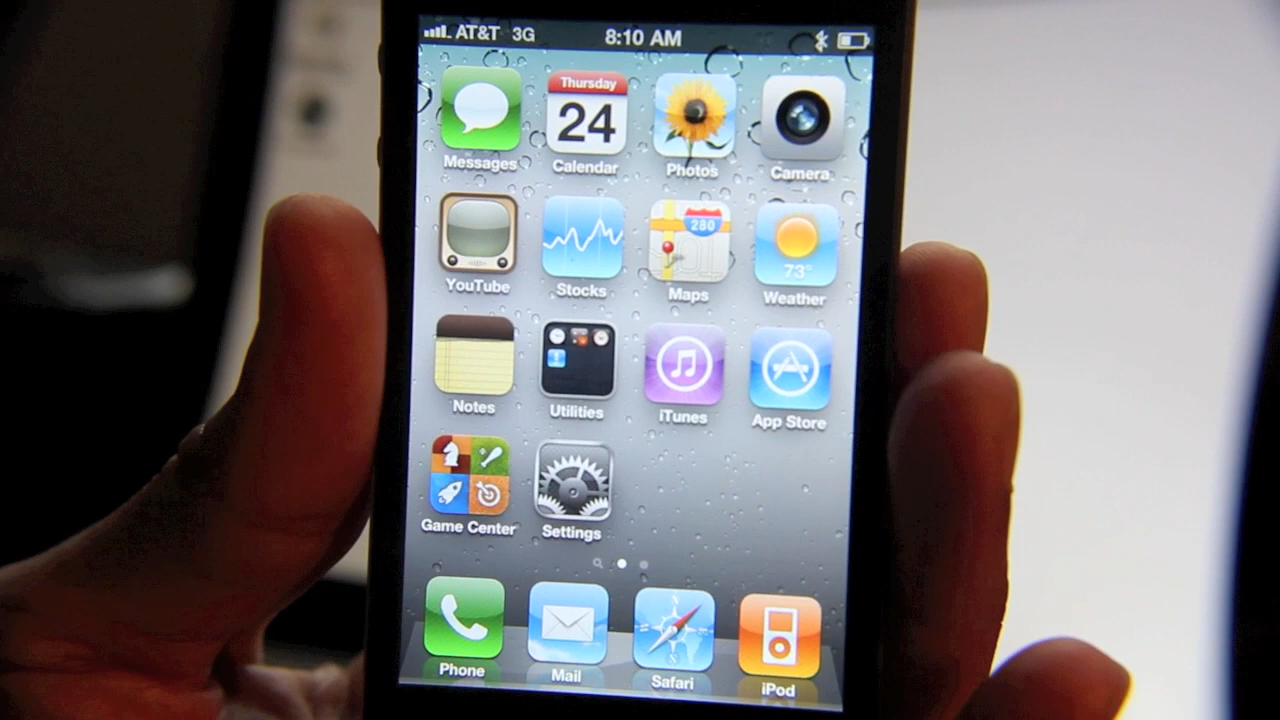 AT&T 3G 8:10 AM
Thursday
24
Messages Calendar Photos Camera
280
73°
YouTube Stocks Maps Weather
Notes Utilities iTunes App Store
Game Center Settings
Phone Mail Safari iPod